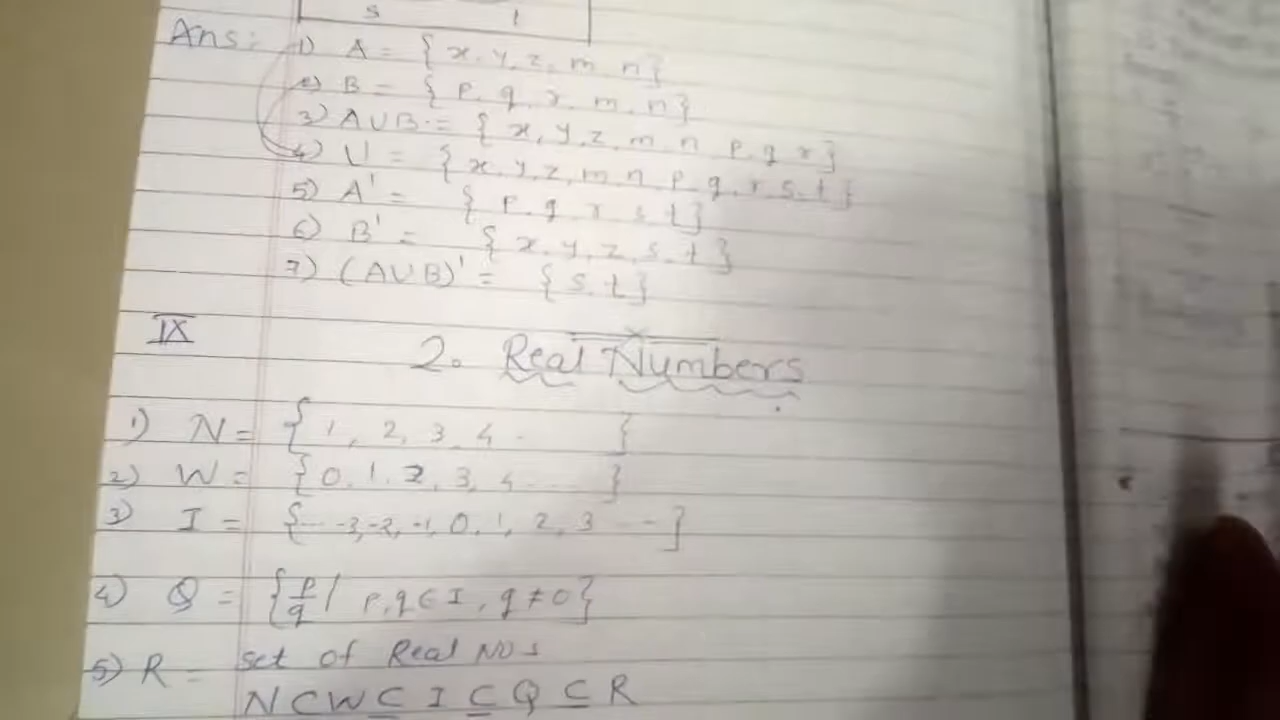 s t
Ans: 1) A = { x, y, z, m n}
2) B = { p, q, r, m, n}
3) A∪B = { x, y, z, m n p, q r}
4) U = { x, y, z, m n p q, r s, t}
5) A' = { p, q r s t}
6) B' = { x, y, z, s, t}
7) (A∪B)' = { s, t}
IX
2. Real Numbers
1) N = { 1, 2, 3, 4 . }
2) W = { 0, 1, 2, 3, 4 ... }
3) I = {... -3, -2, -1, 0, 1, 2, 3 --- }
4) Q = { p/q / p,q ∈ I, q ≠ 0}
5) R = set of Real NOs
N ⊂ W ⊆ I ⊆ Q ⊆ R